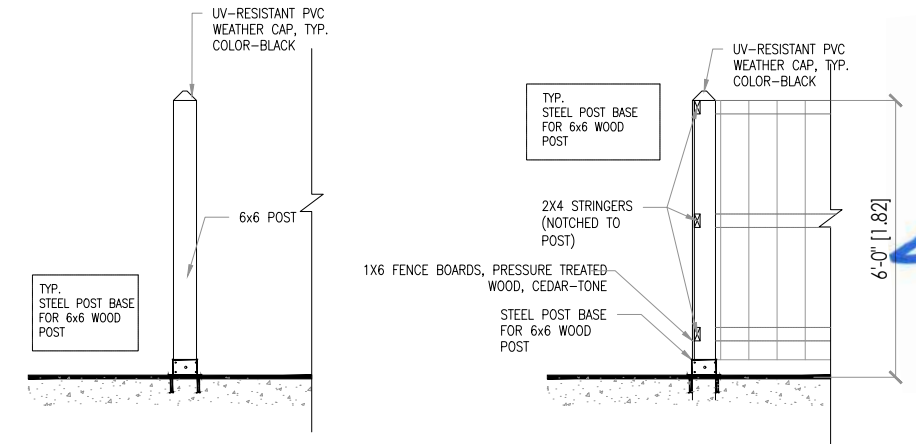 UV-RESISTANT PVC
WEATHER CAP, TYP.
COLOR-BLACK
6x6 POST
TYP.
STEEL POST BASE
FOR 6x6 WOOD
POST
UV-RESISTANT PVC
WEATHER CAP, TYP.
COLOR-BLACK
TYP.
STEEL POST BASE
FOR 6x6 WOOD
POST
2X4 STRINGERS
(NOTCHED TO
POST)
1X6 FENCE BOARDS, PRESSURE TREATED
WOOD, CEDAR-TONE
STEEL POST BASE
FOR 6x6 WOOD
POST
6'-0" [1.82]